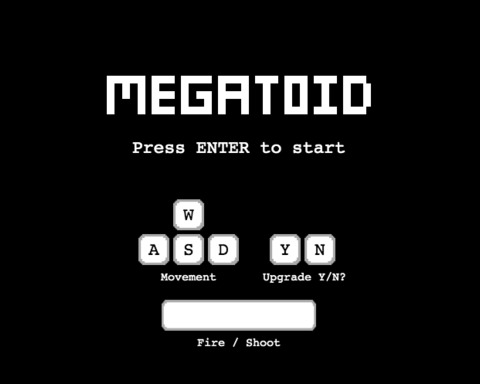 MEGATOID
Press ENTER to start
W
A S D Y N
Movement Upgrade Y/N?
Fire / Shoot